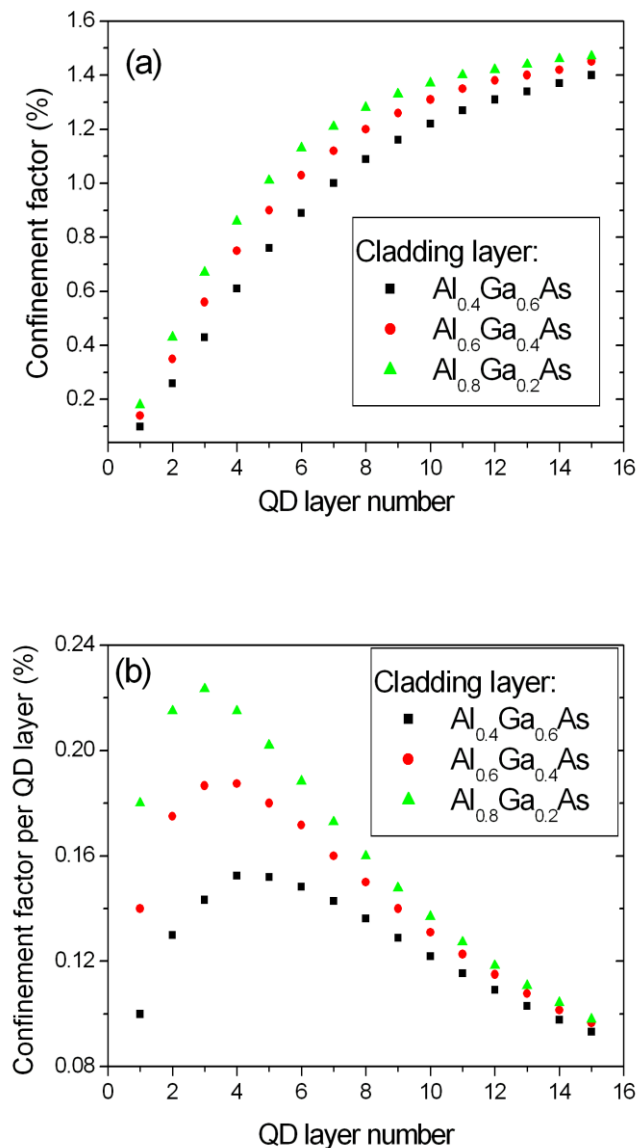 (a)
Confinement factor (%)
1.6
1.4
1.2
1.0
0.8
0.6
0.4
0.2
Cladding layer:
Al0.4Ga0.6As
Al0.6Ga0.4As
Al0.8Ga0.2As
0 2 4 6 8 10 12 14 16
QD layer number
(b)
Confinement factor per QD layer (%)
0.24
0.20
0.16
0.12
0.08
Cladding layer:
Al0.4Ga0.6As
Al0.6Ga0.4As
Al0.8Ga0.2As
0 2 4 6 8 10 12 14 16
QD layer number